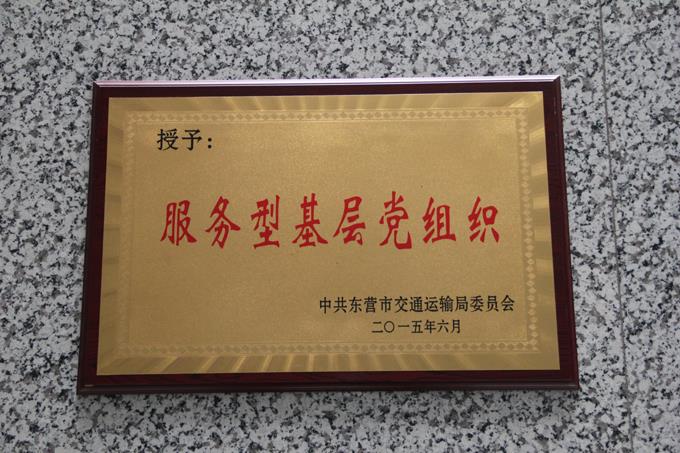 授予：
服务型基层党组织
中共东营市交通运输局委员会
二〇一五年六月